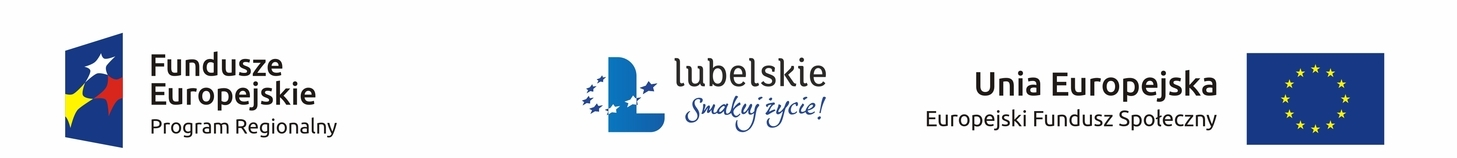 Fundusze
Europejskie
Program Regionalny
lubelskie
Smakuj życie!
Unia Europejska
Europejski Fundusz Społeczny